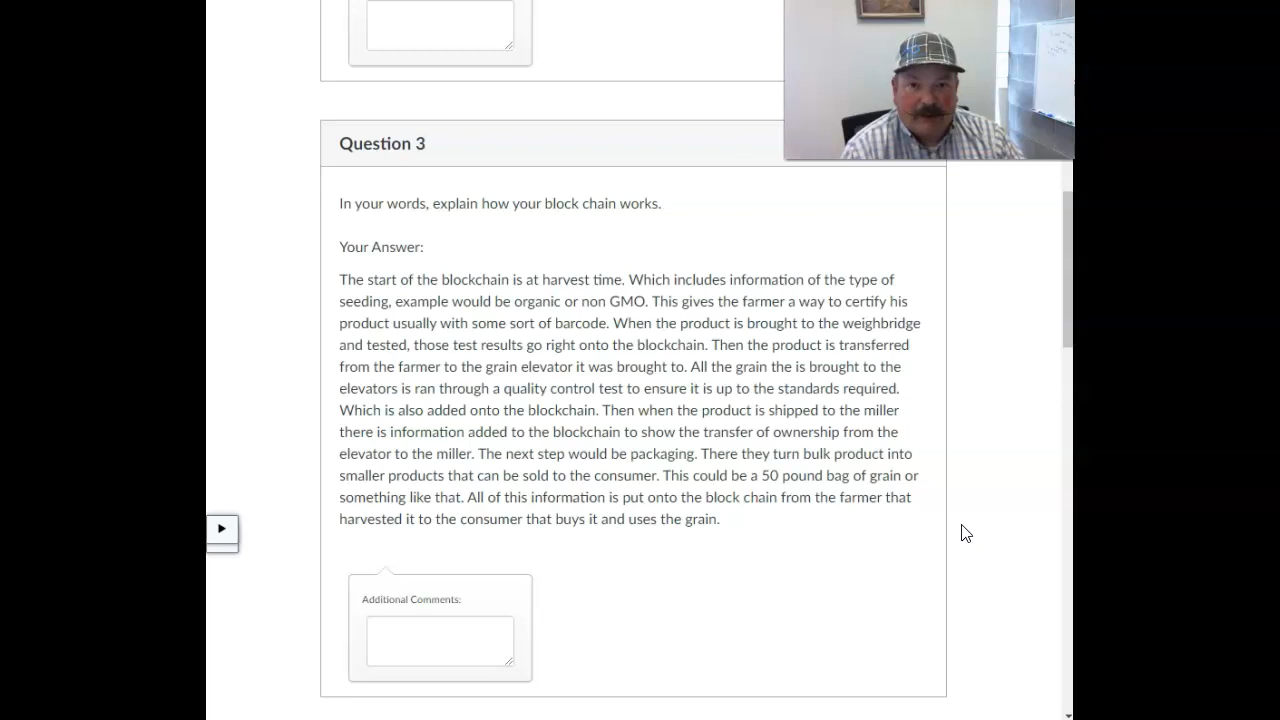 Question 3
In your words, explain how your block chain works.
Your Answer:
The start of the blockchain is at harvest time. Which includes information of the type of
seeding, example would be organic or non GMO. This gives the farmer a way to certify his
product usually with some sort of barcode. When the product is brought to the weighbridge
and tested, those test results go right onto the blockchain. Then the product is transferred
from the farmer to the grain elevator it was brought to. All the grain the is brought to the
elevators is ran through a quality control test to ensure it is up to the standards required.
Which is also added onto the blockchain. Then when the product is shipped to the miller
there is information added to the blockchain to show the transfer of ownership from the
elevator to the miller. The next step would be packaging. There they turn bulk product into
smaller products that can be sold to the consumer. This could be a 50 pound bag of grain or
something like that. All of this information is put onto the block chain from the farmer that
harvested it to the consumer that buys it and uses the grain.
Additional Comments: